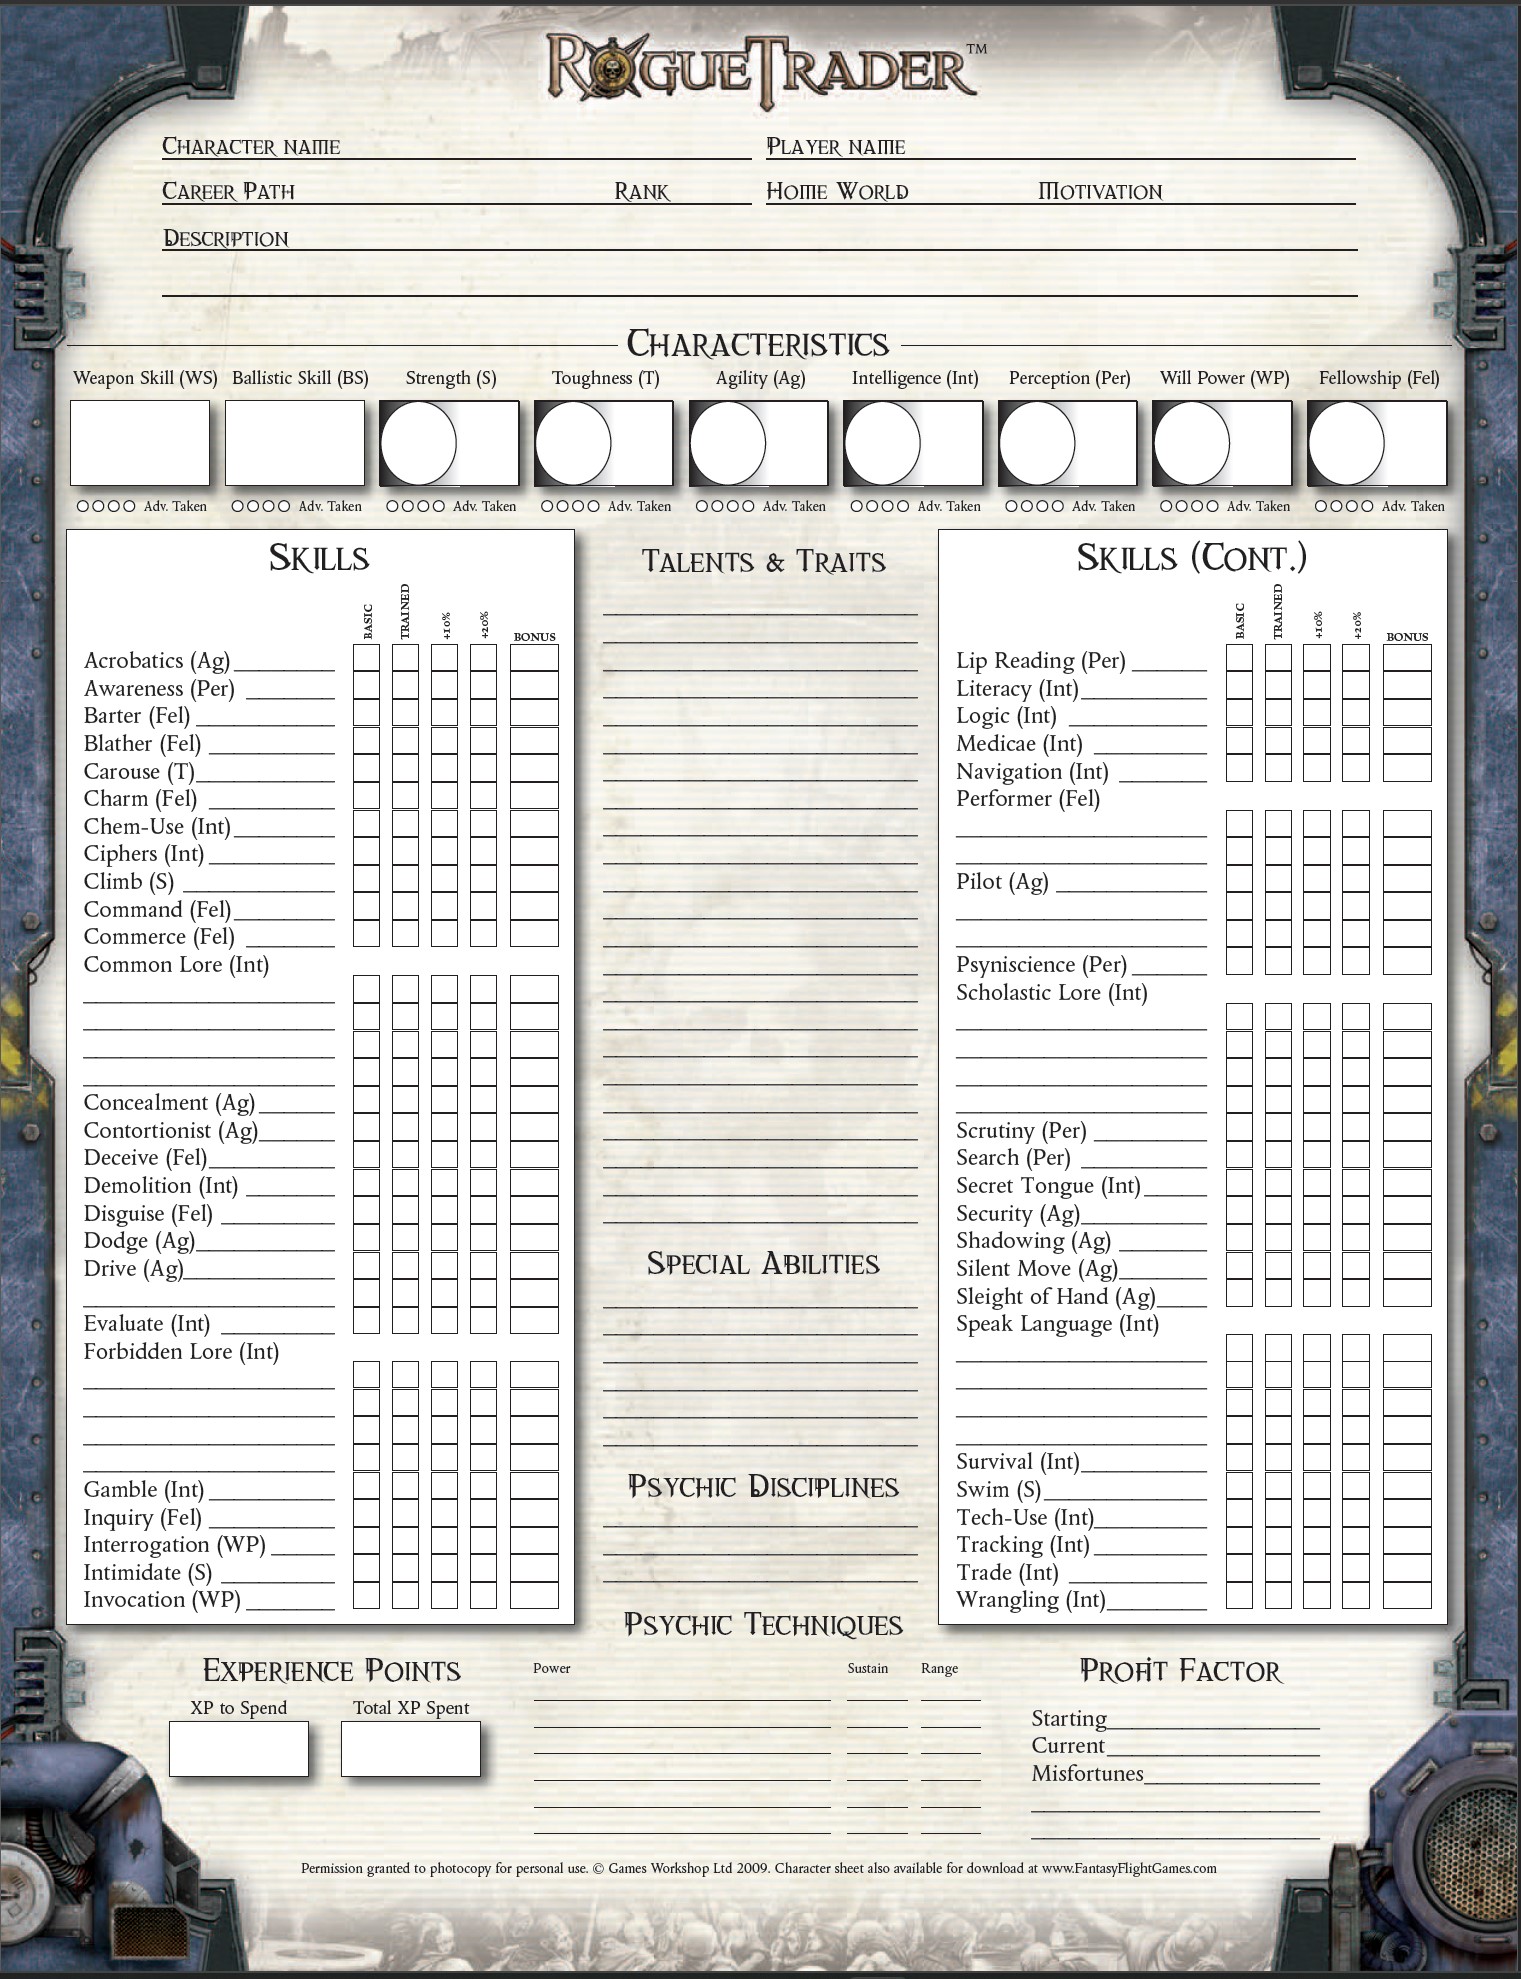 ROGUE TRADER™
CHARACTER NAME
PLAYER NAME
CAREER PATH RANK
HOME WORLD MOTIVATION
DESCRIPTION
CHARACTERISTICS
Weapon Skill (WS) Ballistic Skill (BS) Strength (S) Toughness (T) Agility (Ag) Intelligence (Int) Perception (Per) Will Power (WP) Fellowship (Fel)
Adv. Taken Adv. Taken Adv. Taken Adv. Taken Adv. Taken Adv. Taken Adv. Taken Adv. Taken Adv. Taken
SKILLS
BASIC TRAINED +10% +20% BONUS
Acrobatics (Ag)
Awareness (Per)
Barter (Fel)
Blather (Fel)
Carouse (T)
Charm (Fel)
Chem-Use (Int)
Ciphers (Int)
Climb (S)
Command (Fel)
Commerce (Fel)
Common Lore (Int)
Concealment (Ag)
Contortionist (Ag)
Deceive (Fel)
Demolition (Int)
Disguise (Fel)
Dodge (Ag)
Drive (Ag)
Evaluate (Int)
Forbidden Lore (Int)
Gamble (Int)
Inquiry (Fel)
Interrogation (WP)
Intimidate (S)
Invocation (WP)
TALENTS & TRAITS
SPECIAL ABILITIES
PSYCHIC DISCIPLINES
SKILLS (CONT.)
BASIC TRAINED +10% +20% BONUS
Lip Reading (Per)
Literacy (Int)
Logic (Int)
Medicae (Int)
Navigation (Int)
Performer (Fel)
Pilot (Ag)
Psyniscience (Per)
Scholastic Lore (Int)
Scrutiny (Per)
Search (Per)
Secret Tongue (Int)
Security (Ag)
Shadowing (Ag)
Silent Move (Ag)
Sleight of Hand (Ag)
Speak Language (Int)
Survival (Int)
Swim (S)
Tech-Use (Int)
Tracking (Int)
Trade (Int)
Wrangling (Int)
EXPERIENCE POINTS
XP to Spend Total XP Spent
PSYCHIC TECHNIQUES
Power Sustain Range
PROFIT FACTOR
Starting
Current
Misfortunes
Permission granted to photocopy for personal use. © Games Workshop Ltd 2009. Character sheet also available for download at www.FantasyFlightGames.com